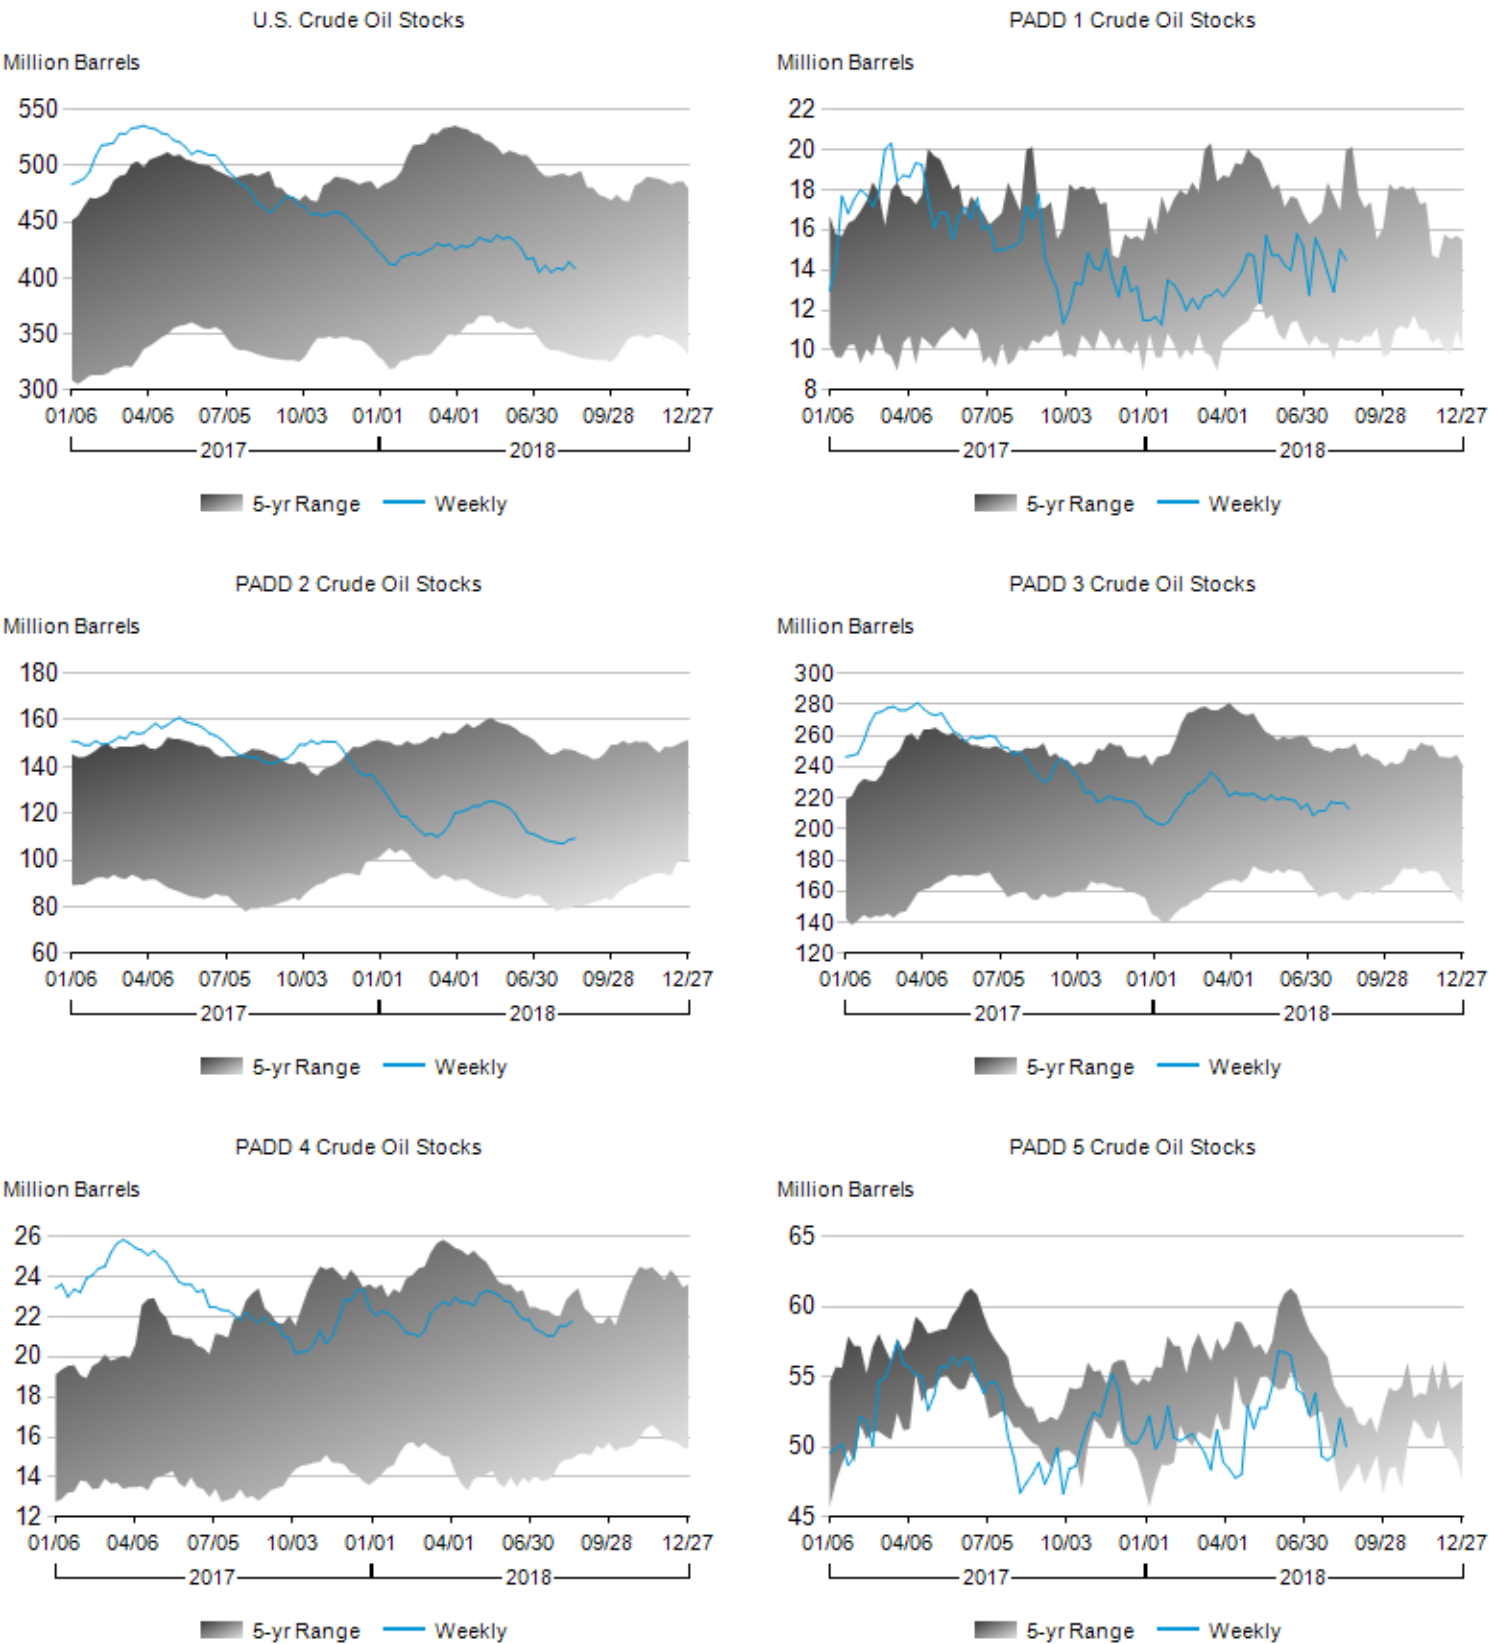 U.S. Crude Oil Stocks
Million Barrels
550
500
450
400
350
300
01/06 04/06 07/05 10/03 01/01 04/01 06/30 09/28 12/27
2017 2018
5-yr Range Weekly
PADD 1 Crude Oil Stocks
Million Barrels
22
20
18
16
14
12
10
8
01/06 04/06 07/05 10/03 01/01 04/01 06/30 09/28 12/27
2017 2018
5-yr Range Weekly
PADD 2 Crude Oil Stocks
Million Barrels
180
160
140
120
100
80
60
01/06 04/06 07/05 10/03 01/01 04/01 06/30 09/28 12/27
2017 2018
5-yr Range Weekly
PADD 3 Crude Oil Stocks
Million Barrels
300
280
260
240
220
200
180
160
140
120
01/06 04/06 07/05 10/03 01/01 04/01 06/30 09/28 12/27
2017 2018
5-yr Range Weekly
PADD 4 Crude Oil Stocks
Million Barrels
26
24
22
20
18
16
14
12
01/06 04/06 07/05 10/03 01/01 04/01 06/30 09/28 12/27
2017 2018
5-yr Range Weekly
PADD 5 Crude Oil Stocks
Million Barrels
65
60
55
50
45
01/06 04/06 07/05 10/03 01/01 04/01 06/30 09/28 12/27
2017 2018
5-yr Range Weekly